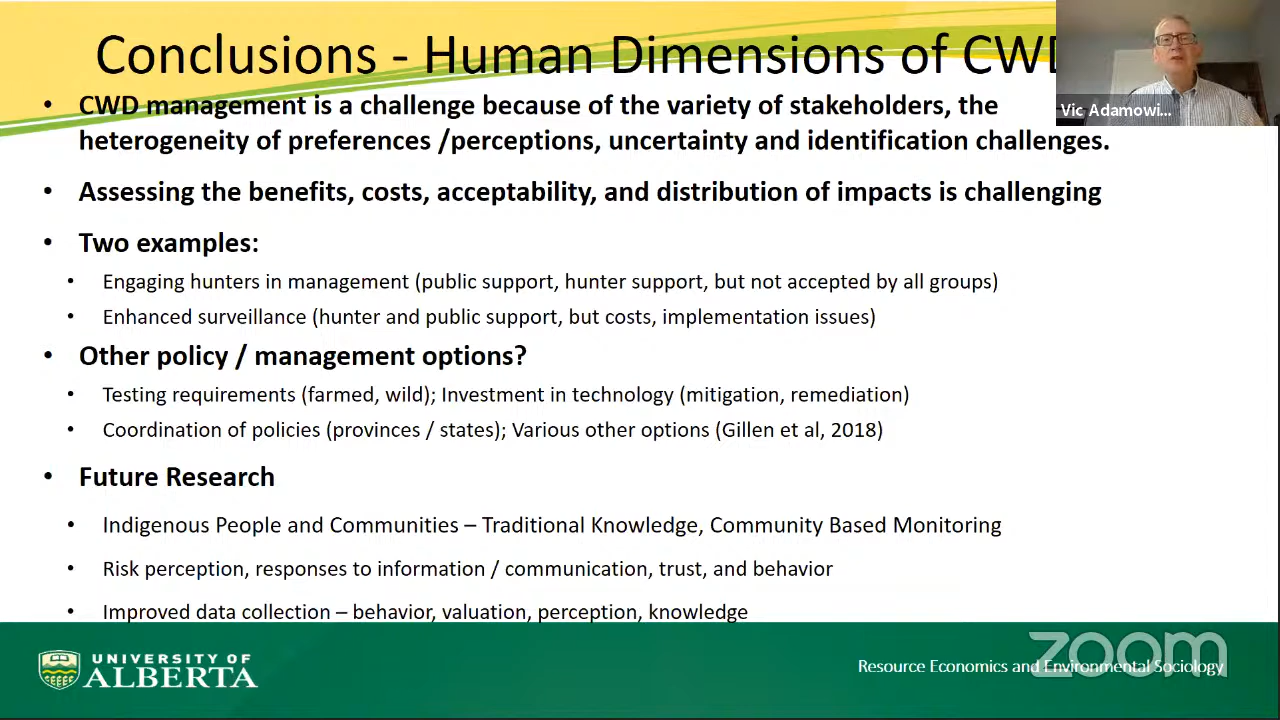 Conclusions - Human Dimensions of CWD
Vic Adamowi...
• CWD management is a challenge because of the variety of stakeholders, the
heterogeneity of preferences /perceptions, uncertainty and identification challenges.
• Assessing the benefits, costs, acceptability, and distribution of impacts is challenging
• Two examples:
• Engaging hunters in management (public support, hunter support, but not accepted by all groups)
• Enhanced surveillance (hunter and public support, but costs, implementation issues)
• Other policy / management options?
• Testing requirements (farmed, wild); Investment in technology (mitigation, remediation)
• Coordination of policies (provinces / states); Various other options (Gillen et al, 2018)
• Future Research
• Indigenous People and Communities – Traditional Knowledge, Community Based Monitoring
• Risk perception, responses to information / communication, trust, and behavior
• Improved data collection – behavior, valuation, perception, knowledge
UNIVERSITY OF
ALBERTA
Resource Economics and Environmental Sociology
zoom